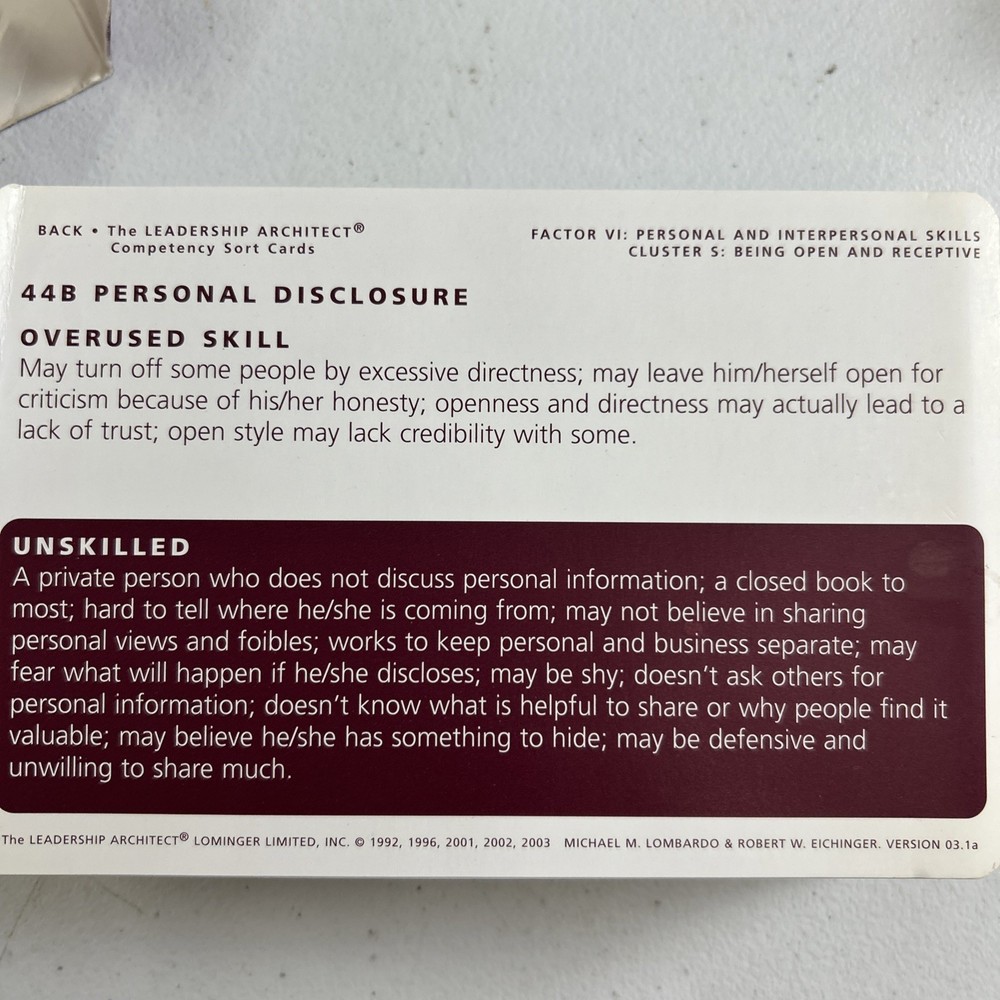 BACK • The LEADERSHIP ARCHITECT®
Competency Sort Cards
FACTOR VI: PERSONAL AND INTERPERSONAL SKILLS
CLUSTER S: BEING OPEN AND RECEPTIVE
44B PERSONAL DISCLOSURE
OVERUSED SKILL
May turn off some people by excessive directness; may leave him/herself open for
criticism because of his/her honesty; openness and directness may actually lead to a
lack of trust; open style may lack credibility with some.
UNSKILLED
A private person who does not discuss personal information; a closed book to
most; hard to tell where he/she is coming from; may not believe in sharing
personal views and foibles; works to keep personal and business separate; may
fear what will happen if he/she discloses; may be shy; doesn't ask others for
personal information; doesn't know what is helpful to share or why people find it
valuable; may believe he/she has something to hide; may be defensive and
unwilling to share much.
The LEADERSHIP ARCHITECT® LOMINGER LIMITED, INC. © 1992, 1996, 2001, 2002, 2003 MICHAEL M. LOMBARDO & ROBERT W. EICHINGER. VERSION 03.1a